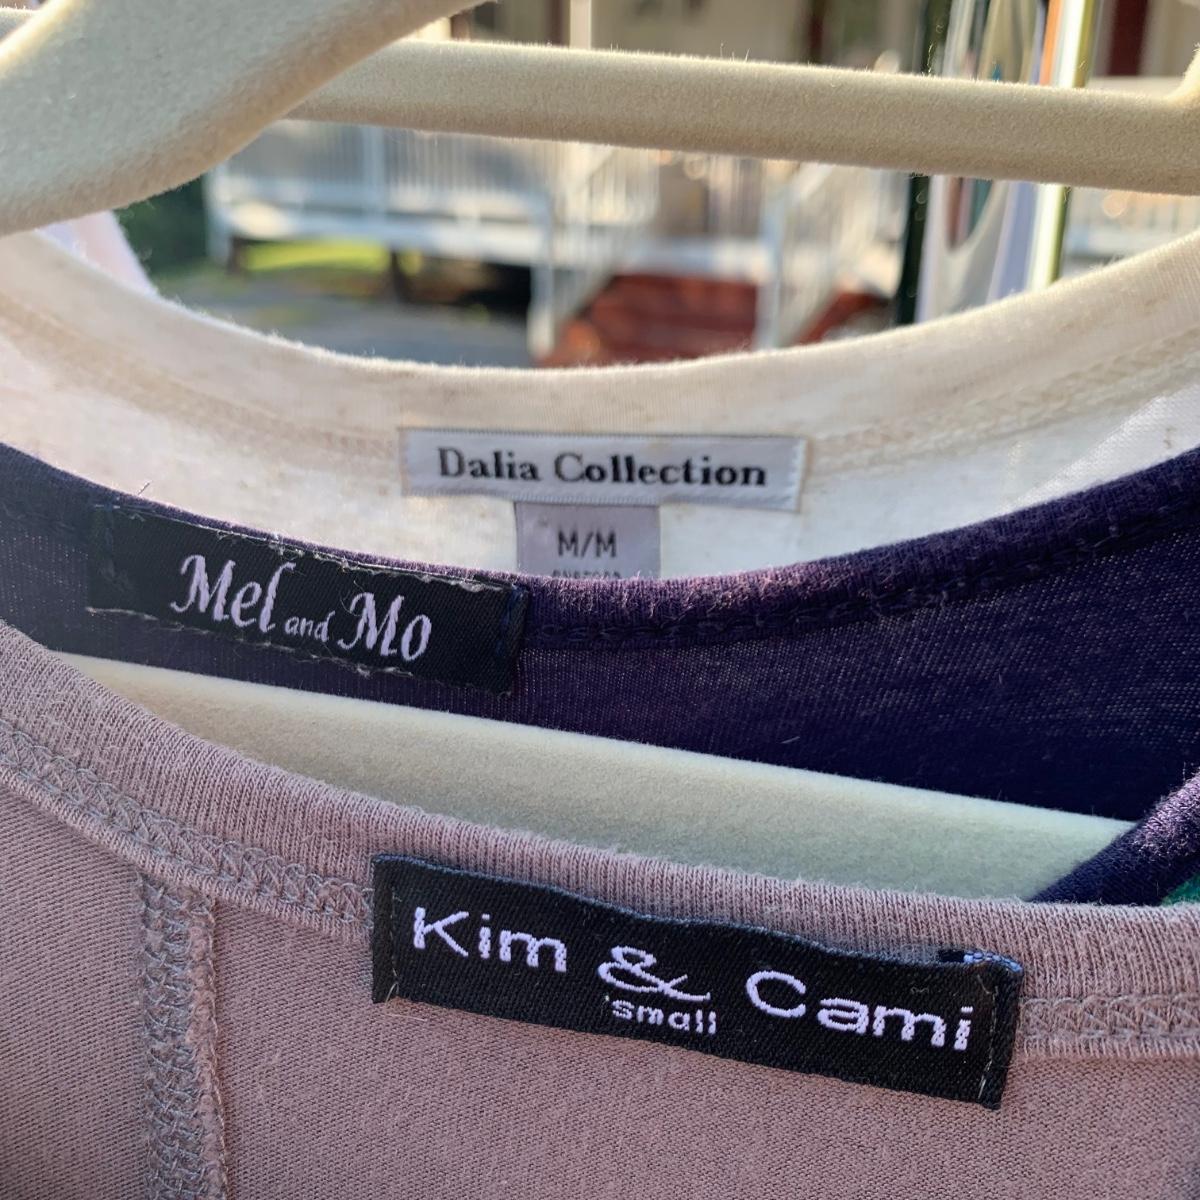 Dalia Collection
M/M
Mel and Mo
Kim & Cami
small